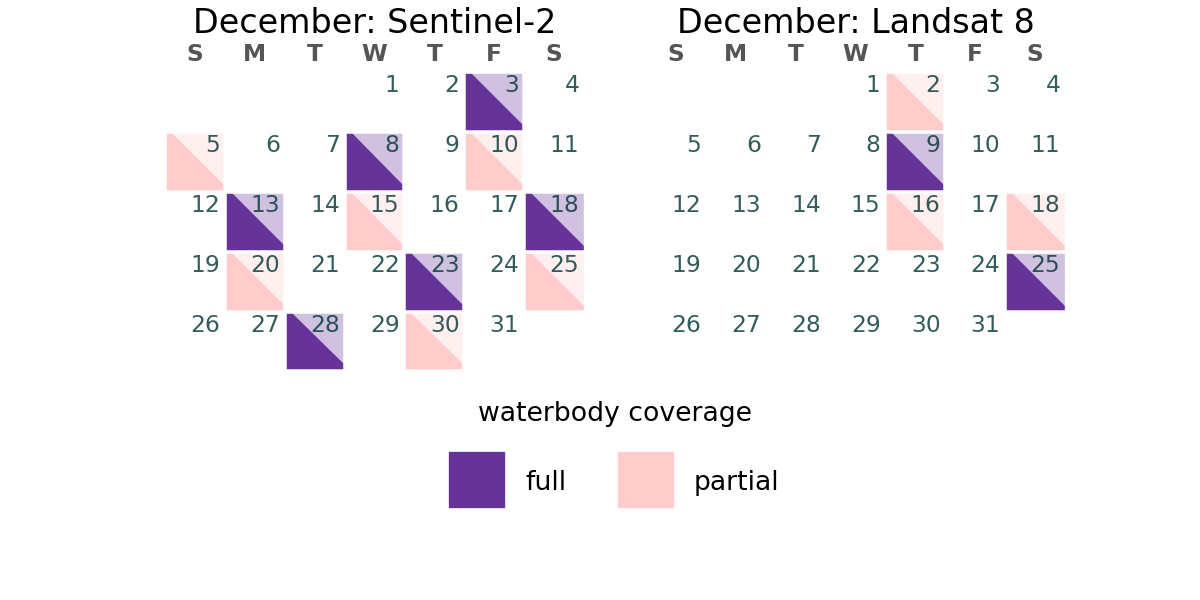 December: Sentinel-2
S M T W T F S
1 2 3 4
5 6 7 8 9 10 11
12 13 14 15 16 17 18
19 20 21 22 23 24 25
26 27 28 29 30 31
December: Landsat 8
S M T W T F S
1 2 3 4
5 6 7 8 9 10 11
12 13 14 15 16 17 18
19 20 21 22 23 24 25
26 27 28 29 30 31
waterbody coverage
full partial